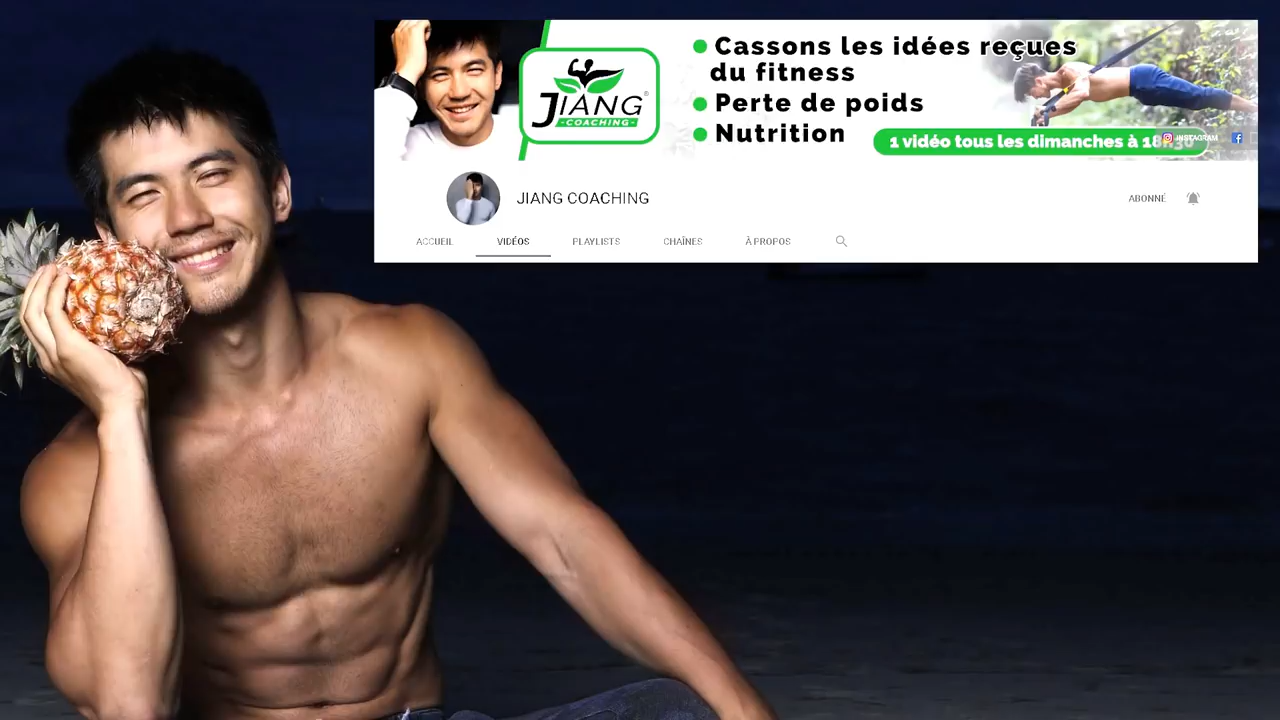 Cassons les idées reçues
du fitness
Perte de poids
Nutrition
JIANG®
-COACHING-
1 vidéo tous les dimanches à 18h30
INSTAGRAM
JIANG COACHING
ABONNÉ
ACCUEIL VIDÉOS PLAYLISTS CHAÎNES À PROPOS